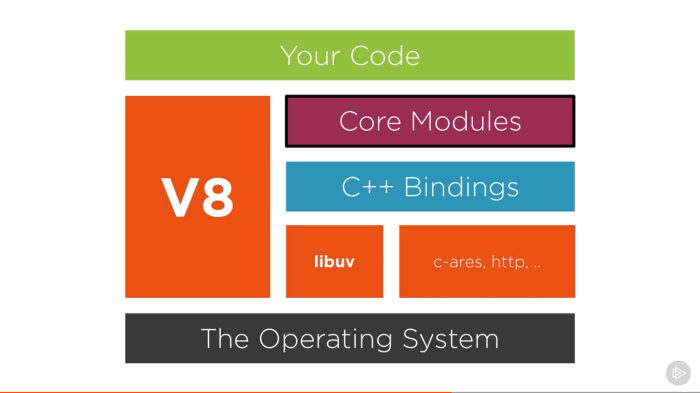 Your Code
V8
Core Modules
C++ Bindings
libuv
c-ares, http, ..
The Operating System